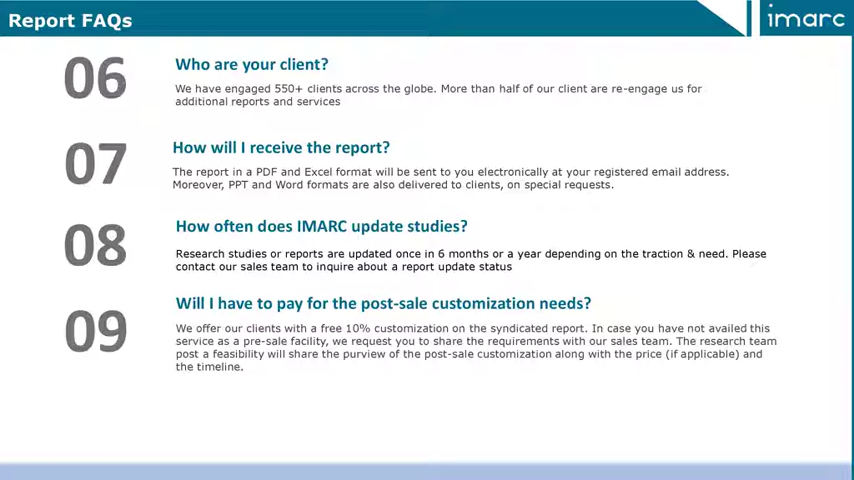 Report FAQs
imarc
06
Who are your client?
We have engaged 550+ clients across the globe. More than half of our client are re-engage us for
additional reports and services
07
How will I receive the report?
The report in a PDF and Excel format will be sent to you electronically at your registered email address.
Moreover, PPT and Word formats are also delivered to clients, on special requests.
08
How often does IMARC update studies?
Research studies or reports are updated once in 6 months or a year depending on the traction & need. Please
contact our sales team to inquire about a report update status
09
Will I have to pay for the post-sale customization needs?
We offer our clients with a free 10% customization on the syndicated report. In case you have not availed this
service as a pre-sale facility, we request you to share the requirements with our sales team. The research team
post a feasibility will share the purview of the post-sale customization along with the price (if applicable) and
the timeline.